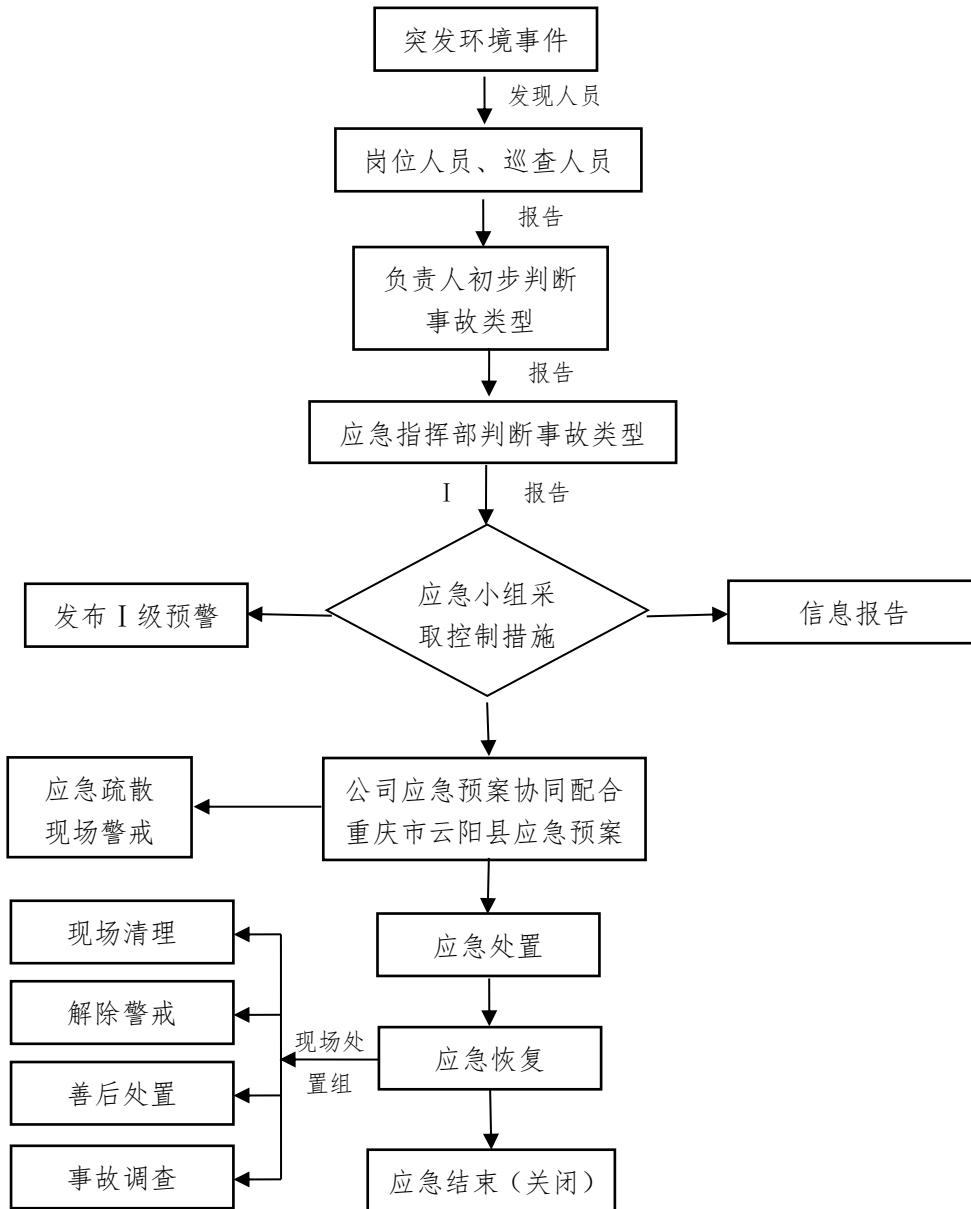 突发环境事件
发现人员
岗位人员、巡查人员
报告
负责人初步判断
事故类型
报告
应急指挥部判断事故类型
Ⅰ 报告
应急小组采
取控制措施
发布Ⅰ级预警
信息报告
应急疏散
现场警戒
公司应急预案协同配合
重庆市云阳县应急预案
现场清理
应急处置
解除警戒
现场处
置组
应急恢复
善后处置
事故调查
应急结束（关闭）